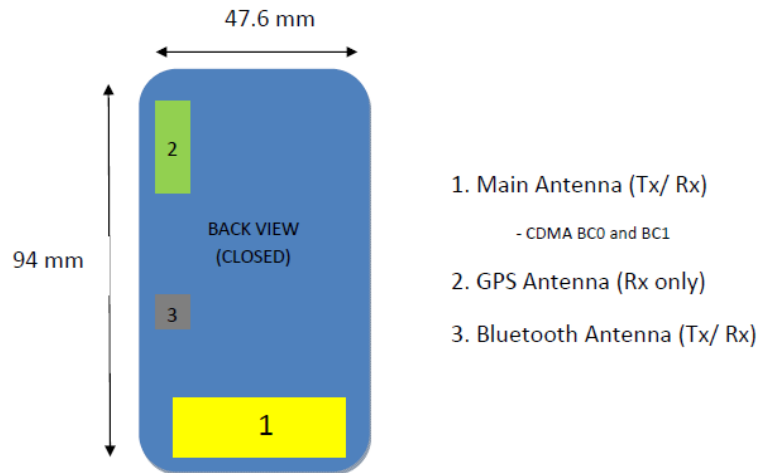 47.6 mm
2
1. Main Antenna (Tx/ Rx)
BACK VIEW
(CLOSED)
- CDMA BC0 and BC1
94 mm
2. GPS Antenna (Rx only)
3
3. Bluetooth Antenna (Tx/ Rx)
1